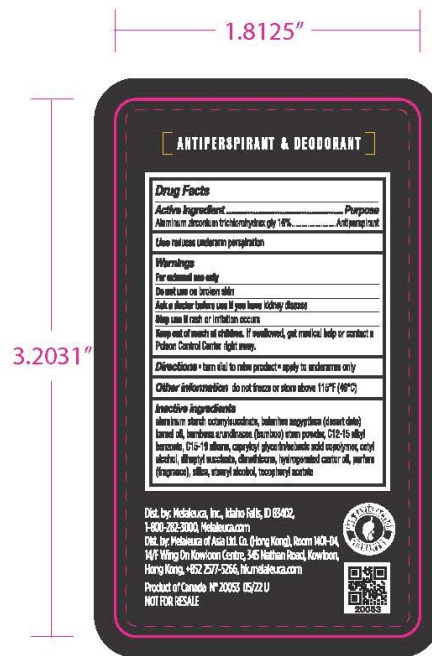 1.8125"
3.2031"
[ ANTIPERSPIRANT & DEODORANT ]
Drug Facts
Active Ingredient ........ Purpose
Aluminum zirconium trichlorohydrex gly 16% ........ Antiperspirant
Use reduces underarm perspiration
Warnings
For external use only
Do not use on broken skin
Ask a doctor before use if you have kidney disease
Stop use if rash or irritation occurs
Keep out of reach of children. If swallowed, get medical help or contact a
Poison Control Center right away.
Directions • turn dial to raise product • apply to underarms only
Other information do not freeze or store above 115°F (46°C)
Inactive ingredients
aluminum starch octenylsuccinate, balanites aegyptiaca (desert date)
kernel oil, bambusa arundinacea (bamboo) stem powder, C12-15 alkyl
benzoate, C15-19 alkane, capryloyl glycerin/sebacic acid copolymer, cetyl
alcohol, diheptyl succinate, dimethicone, hydrogenated castor oil, parfum
(fragrance), silica, stearyl alcohol, tocopheryl acetate
Dist. by: Melaleuca, Inc., Idaho Falls, ID 83402,
1-800-282-3000, Melaleuca.com
Dist. by: Melaleuca of Asia Ltd. Co. (Hong Kong), Room 1401-04,
14/F Wing On Kowloon Centre, 345 Nathan Road, Kowloon,
Hong Kong, +852 2577-5266, hk.melaleuca.com
Product of Canada N° 20053 05/22 U
NOT FOR RESALE
20053